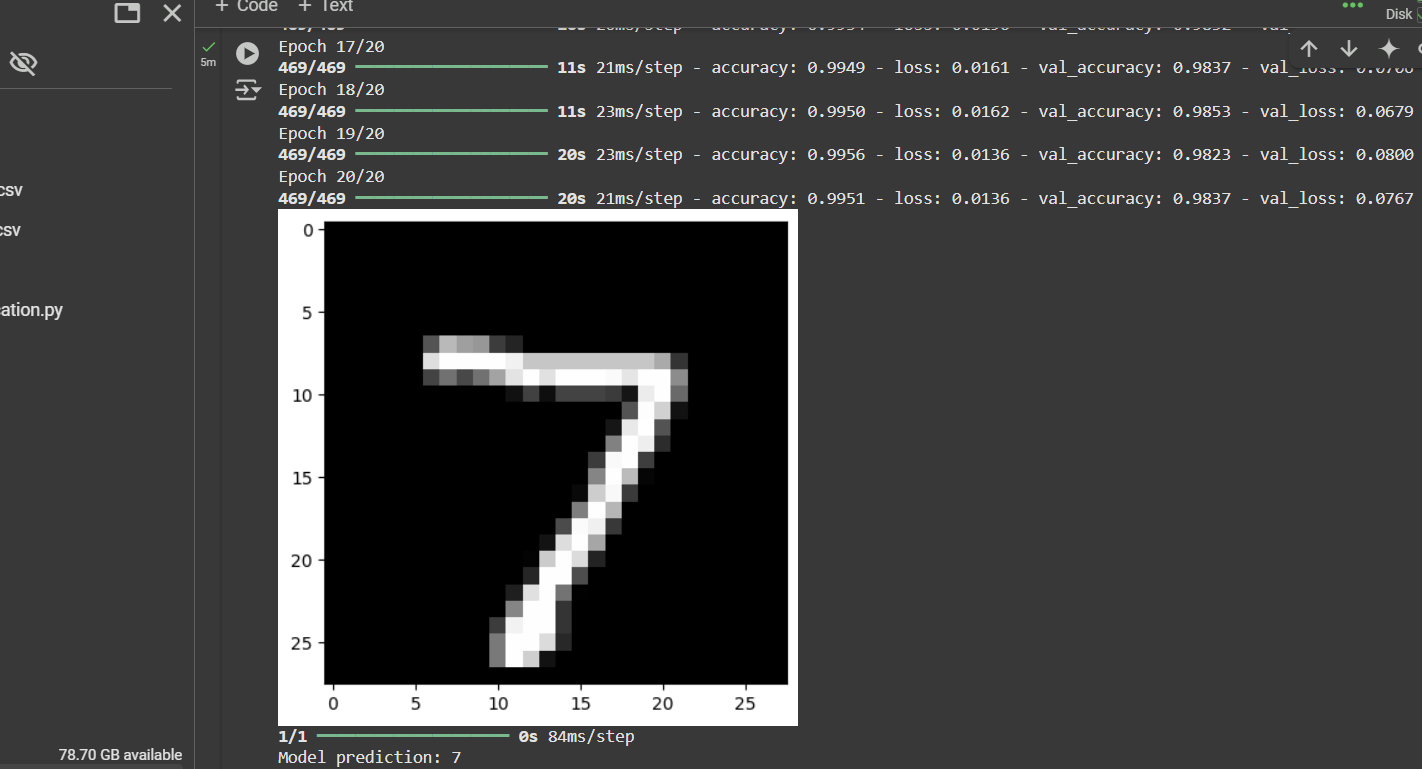 + Code + Text
Disk
5m
Epoch 17/20
469/469 11s 21ms/step - accuracy: 0.9949 - loss: 0.0161 - val_accuracy: 0.9837 -
Epoch 18/20
469/469 11s 23ms/step - accuracy: 0.9950 - loss: 0.0162 - val_accuracy: 0.9853 - val_loss: 0.0679
Epoch 19/20
469/469 20s 23ms/step - accuracy: 0.9956 - loss: 0.0136 - val_accuracy: 0.9823 - val_loss: 0.0800
Epoch 20/20
469/469 20s 21ms/step - accuracy: 0.9951 - loss: 0.0136 - val_accuracy: 0.9837 - val_loss: 0.0767
csv
csv
ation.py
0
5
10
15
20
25
7
0 5 10 15 20 25
1/1 0s 84ms/step
Model prediction: 7
78.70 GB available